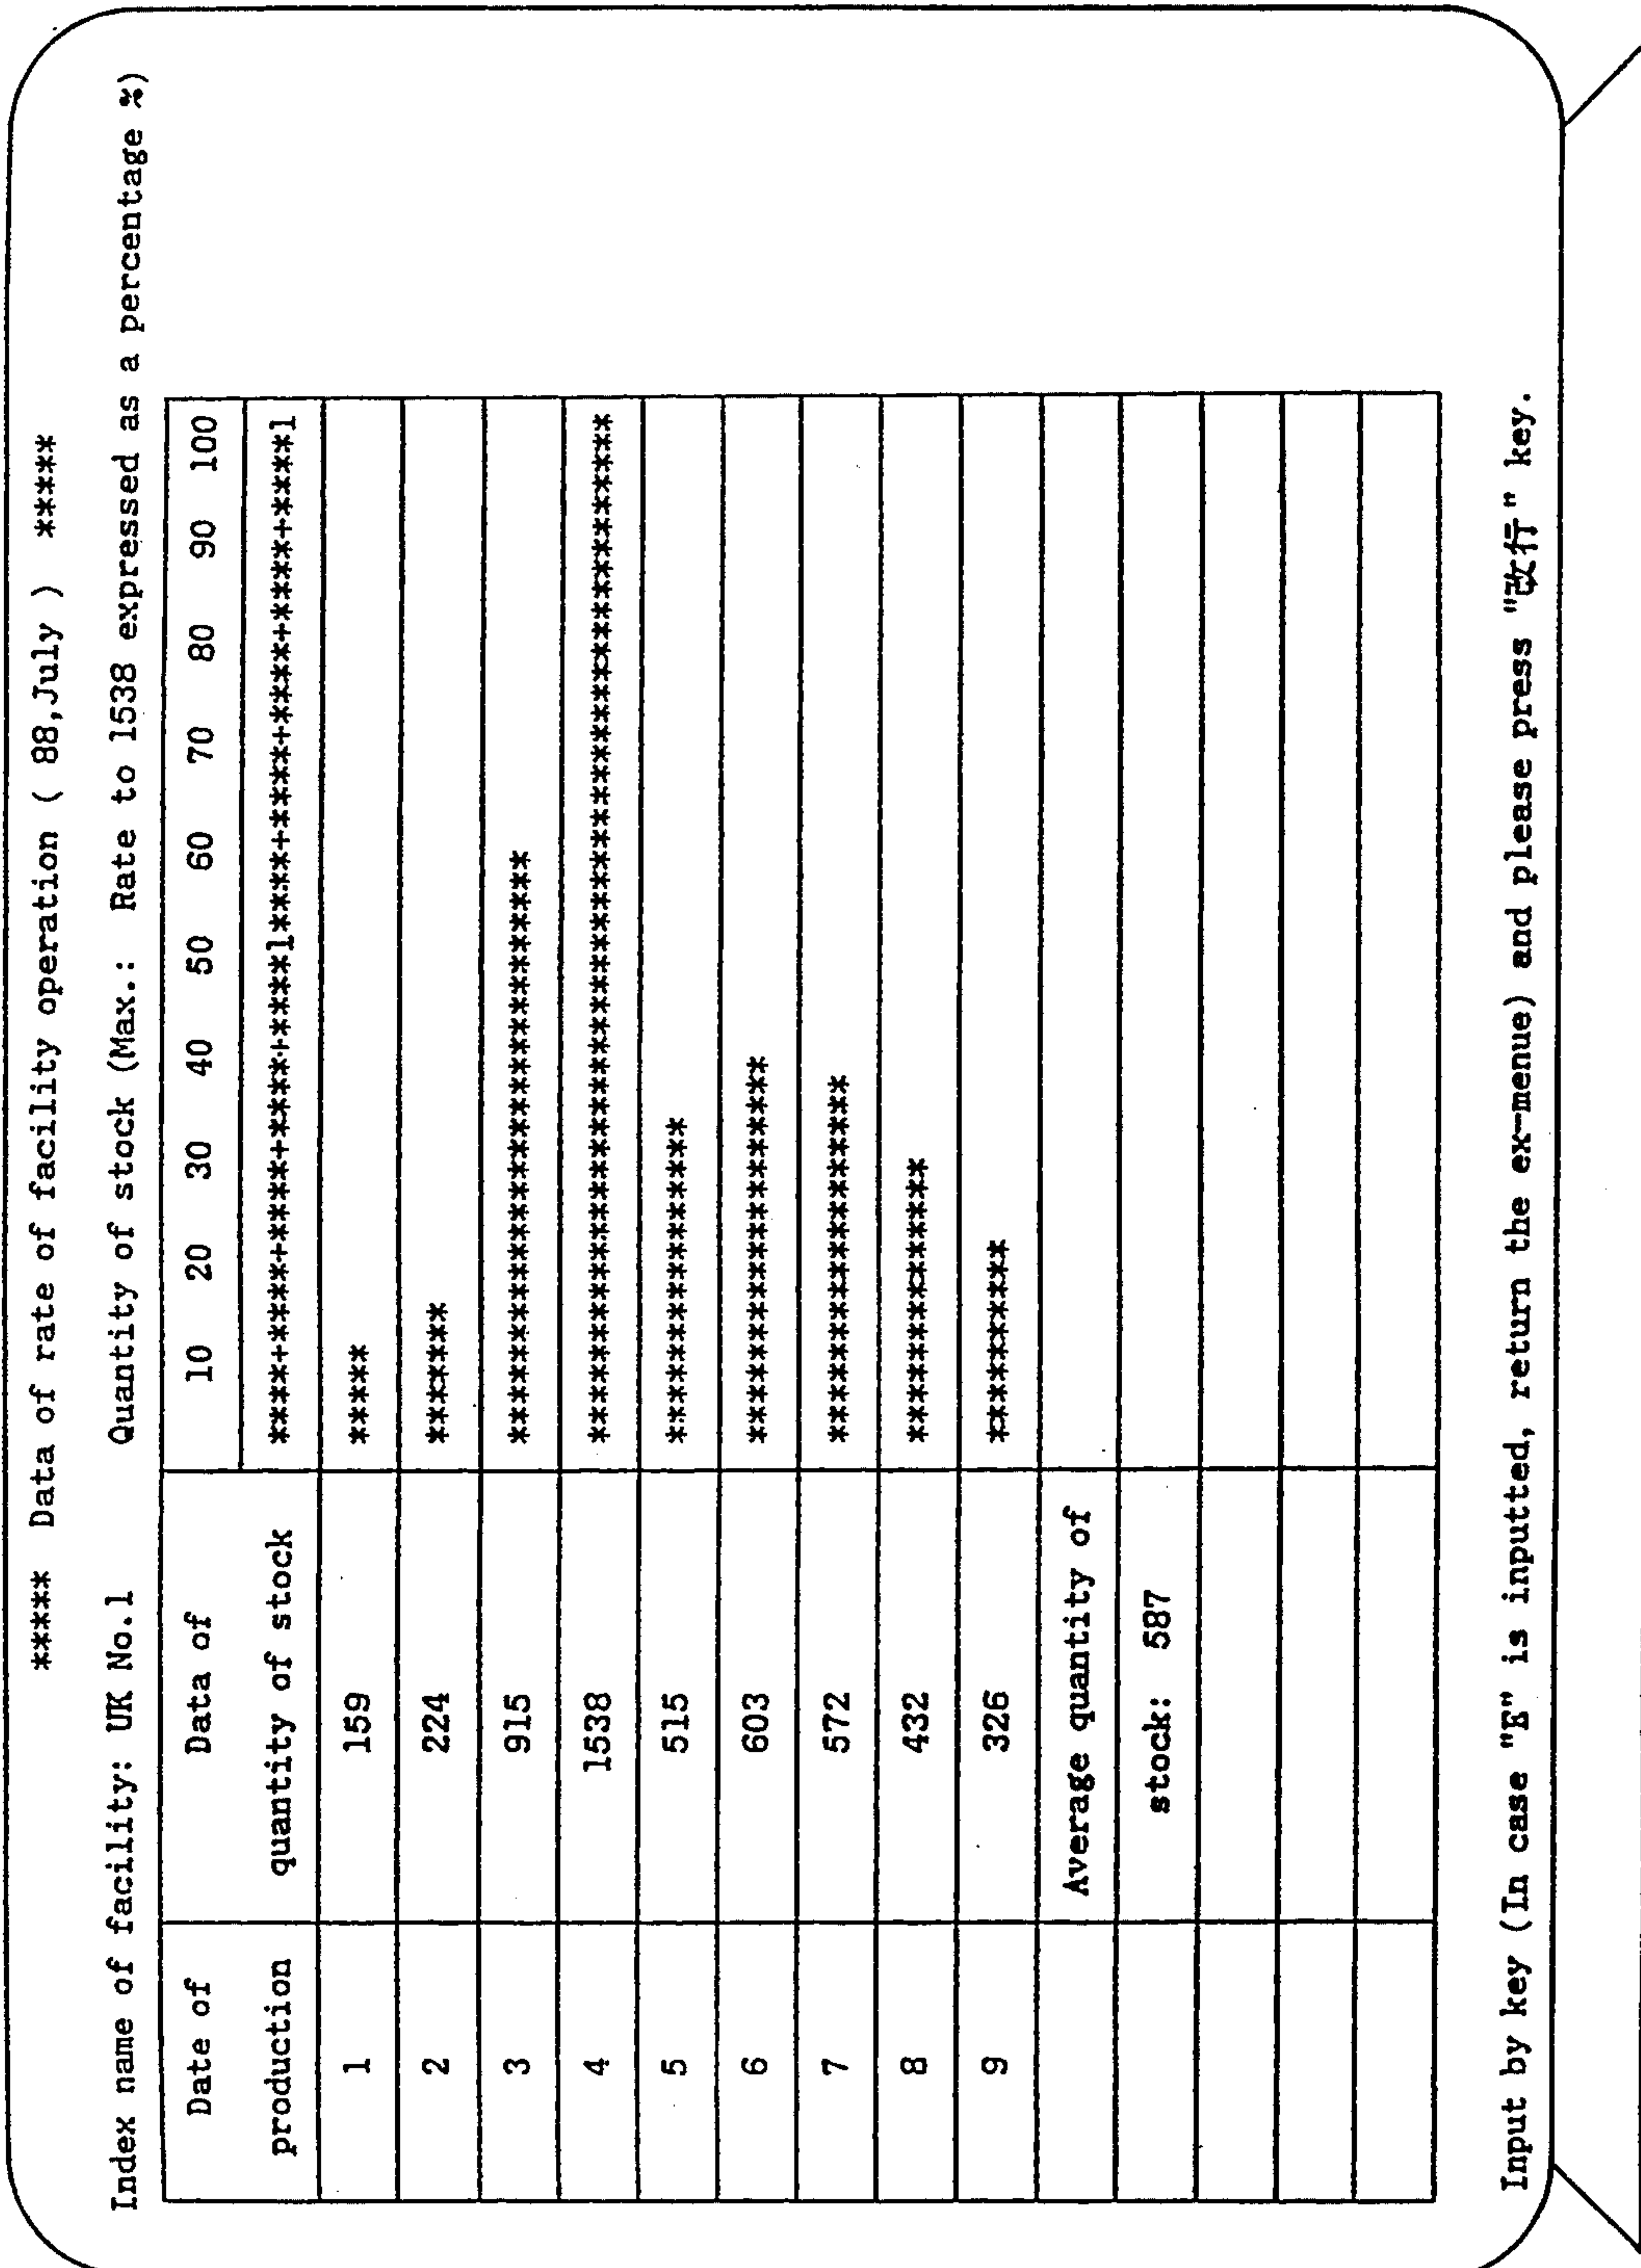 ***** Data of rate of facility operation ( 88,July ) *****
Index name of facility: UK No.1 Quantity of stock (Max.: Rate to 1538 expressed as a percentage %)
Date of Data of 10 20 30 40 50 60 70 80 90 100
production quantity of stock ****+****+****+****+****1****+****+****+****+****1
1 159 *****
2 224 *******
3 915 *****************************
4 1538 **************************************************
5 515 ****************
6 603 *******************
7 572 ******************
8 432 **************
9 326 **********
Average quantity of
stock: 587
Input by key (In case "E" is inputted, return the ex-menue) and please press "改行" key.